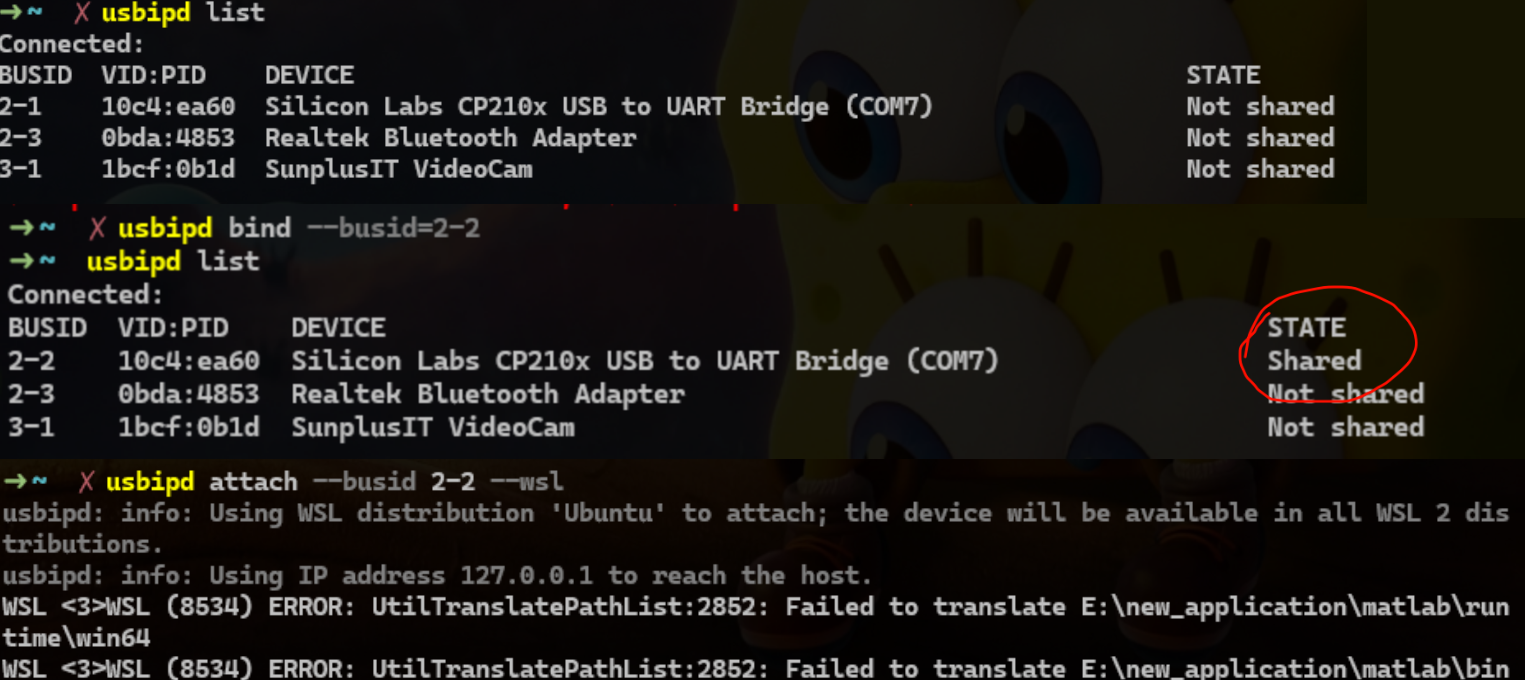 →~ ✗ usbipd list
Connected:
BUSID VID:PID DEVICE STATE
2-1 10c4:ea60 Silicon Labs CP210x USB to UART Bridge (COM7) Not shared
2-3 0bda:4853 Realtek Bluetooth Adapter Not shared
3-1 1bcf:0b1d SunplusIT VideoCam Not shared
→~ ✗ usbipd bind --busid=2-2
→~ usbipd list
Connected:
BUSID VID:PID DEVICE STATE
2-2 10c4:ea60 Silicon Labs CP210x USB to UART Bridge (COM7) Shared
2-3 0bda:4853 Realtek Bluetooth Adapter Not shared
3-1 1bcf:0b1d SunplusIT VideoCam Not shared
→~ ✗ usbipd attach --busid 2-2 --wsl
usbipd: info: Using WSL distribution 'Ubuntu' to attach; the device will be available in all WSL 2 dis
tributions.
usbipd: info: Using IP address 127.0.0.1 to reach the host.
WSL <3>WSL (8534) ERROR: UtilTranslatePathList:2852: Failed to translate E:\new_application\matlab\run
time\win64
WSL <3>WSL (8534) ERROR: UtilTranslatePathList:2852: Failed to translate E:\new_application\matlab\bin